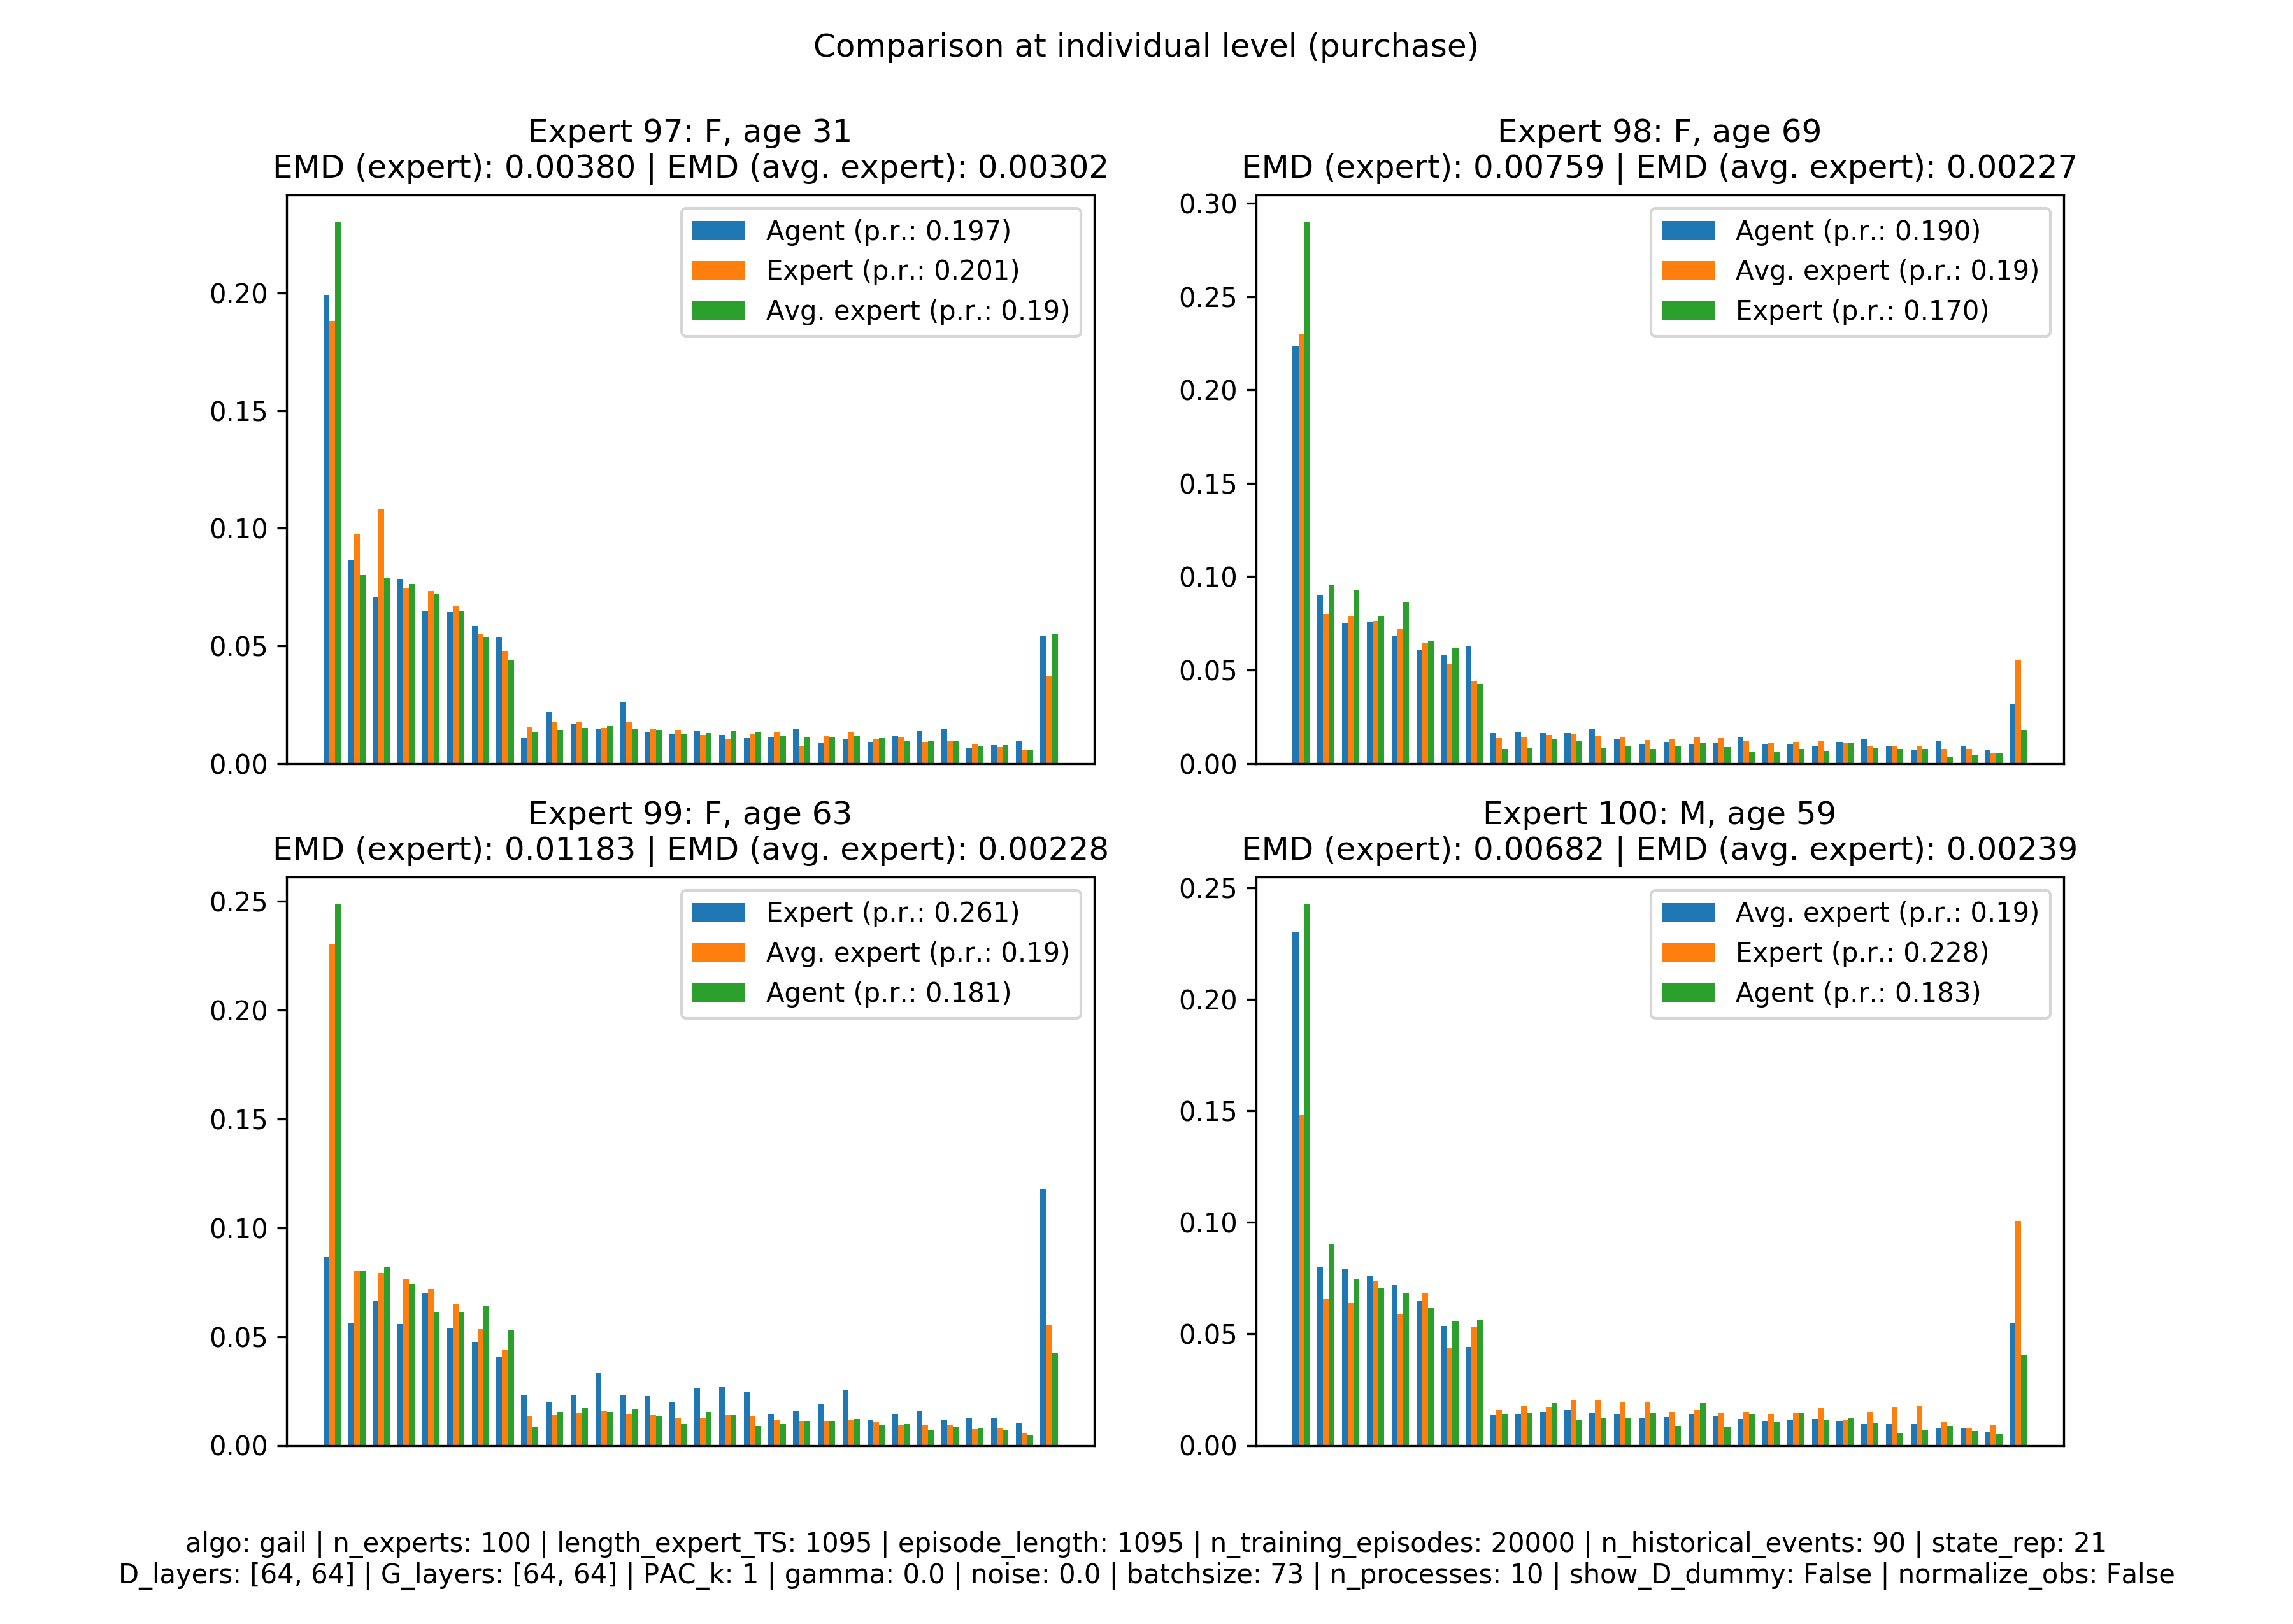 Comparison at individual level (purchase)
Expert 97: F, age 31
EMD (expert): 0.00380 | EMD (avg. expert): 0.00302
0.20
0.15
0.10
0.05
0.00
Agent (p.r.: 0.197)
Expert (p.r.: 0.201)
Avg. expert (p.r.: 0.19)
Expert 98: F, age 69
EMD (expert): 0.00759 | EMD (avg. expert): 0.00227
0.30
0.25
0.20
0.15
0.10
0.05
0.00
Agent (p.r.: 0.190)
Avg. expert (p.r.: 0.19)
Expert (p.r.: 0.170)
Expert 99: F, age 63
EMD (expert): 0.01183 | EMD (avg. expert): 0.00228
0.25
0.20
0.15
0.10
0.05
0.00
Expert (p.r.: 0.261)
Avg. expert (p.r.: 0.19)
Agent (p.r.: 0.181)
Expert 100: M, age 59
EMD (expert): 0.00682 | EMD (avg. expert): 0.00239
0.25
0.20
0.15
0.10
0.05
0.00
Avg. expert (p.r.: 0.19)
Expert (p.r.: 0.228)
Agent (p.r.: 0.183)
algo: gail | n_experts: 100 | length_expert_TS: 1095 | episode_length: 1095 | n_training_episodes: 20000 | n_historical_events: 90 | state_rep: 21
D_layers: [64, 64] | G_layers: [64, 64] | PAC_k: 1 | gamma: 0.0 | noise: 0.0 | batchsize: 73 | n_processes: 10 | show_D_dummy: False | normalize_obs: False